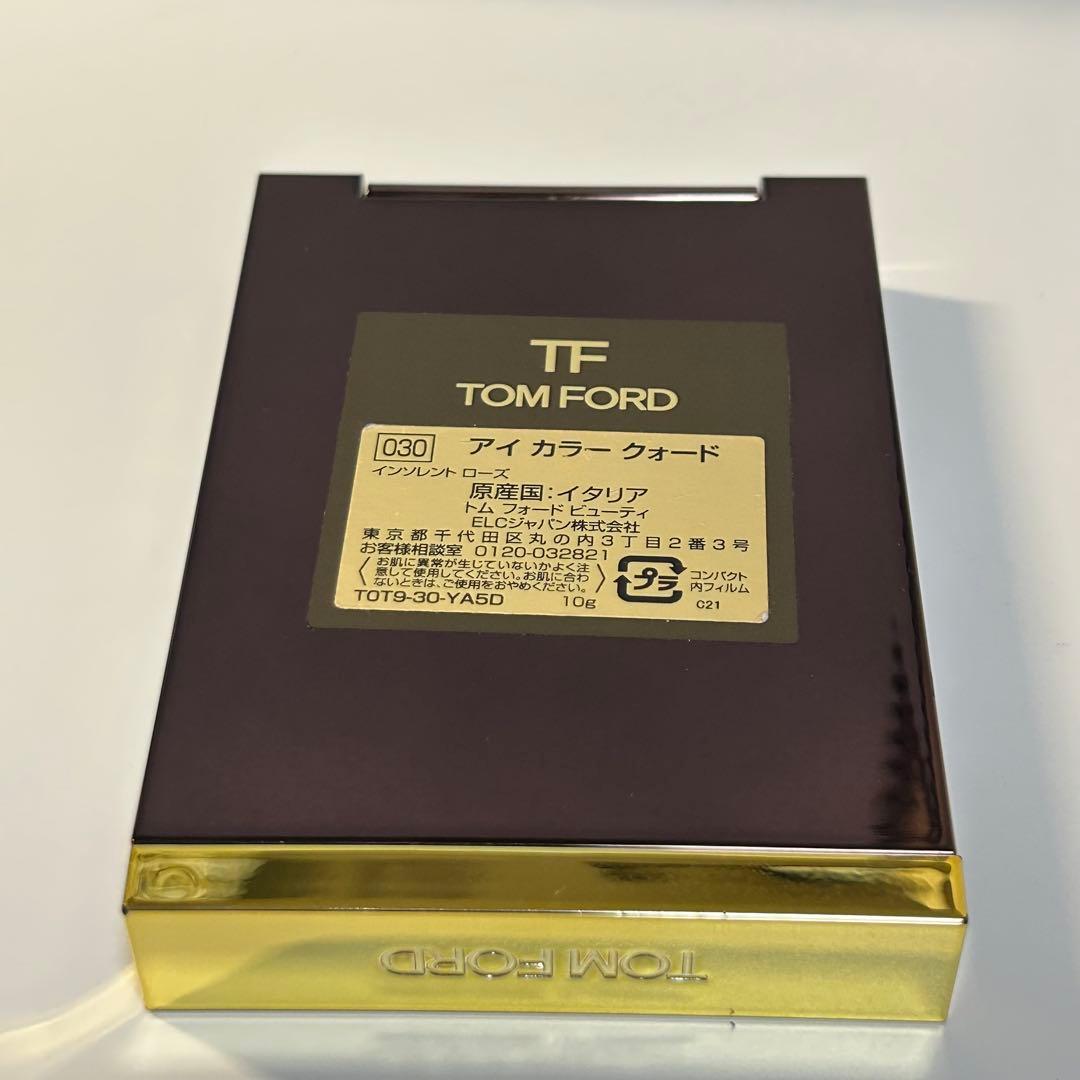 TF
TOM FORD
030 アイ カラー クォード
インソレント ローズ
原産国:イタリア
トム フォード ビューティ
ELCジャパン株式会社
東京都千代田区丸の内3丁目2番3号
お客様相談室 0120-032821
〈お肌に異常が生じていないかよく注
意して使用してください。お肌に合わ
ないときは、ご使用をおやめください。〉
プラ
コンパクト
内フィルム
T0T9-30-YA5D 10g C21
TOM FORD